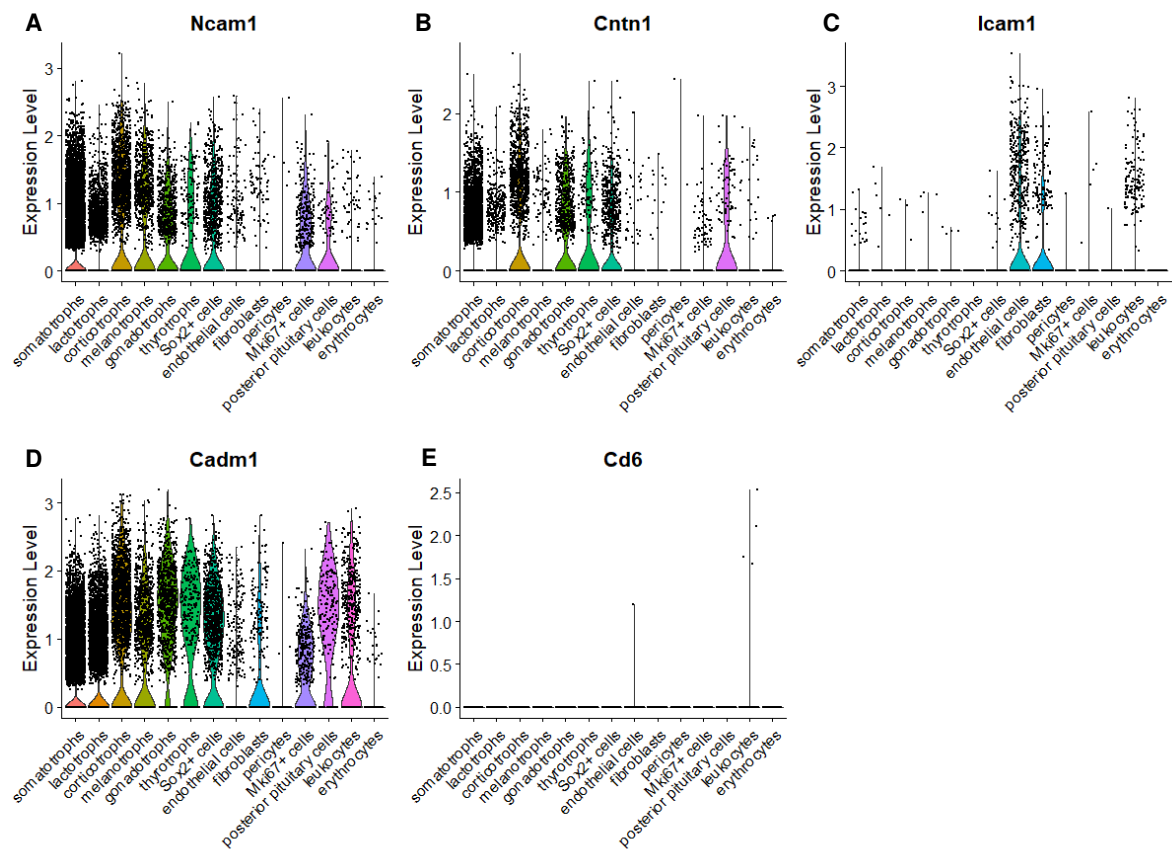 A
Ncam1
Expression Level
3
2
1
0
somatotrophs
lactotrophs
corticotrophs
melanotrophs
gonadotrophs
thyrotrophs
Sox2+ cells
endothelial cells
fibroblasts
pericytes
Mki67+ cells
posterior pituitary cells
leukocytes
erythrocytes
B
Cntn1
Expression Level
2
1
0
somatotrophs
lactotrophs
corticotrophs
melanotrophs
gonadotrophs
thyrotrophs
Sox2+ cells
endothelial cells
fibroblasts
pericytes
Mki67+ cells
posterior pituitary cells
leukocytes
erythrocytes
C
Icam1
Expression Level
3
2
1
0
somatotrophs
lactotrophs
corticotrophs
melanotrophs
gonadotrophs
thyrotrophs
Sox2+ cells
endothelial cells
fibroblasts
pericytes
Mki67+ cells
posterior pituitary cells
leukocytes
erythrocytes
D
Cadm1
Expression Level
3
2
1
0
somatotrophs
lactotrophs
corticotrophs
melanotrophs
gonadotrophs
thyrotrophs
Sox2+ cells
endothelial cells
fibroblasts
pericytes
Mki67+ cells
posterior pituitary cells
leukocytes
erythrocytes
E
Cd6
Expression Level
2.5
2.0
1.5
1.0
0.5
0.0
somatotrophs
lactotrophs
corticotrophs
melanotrophs
gonadotrophs
thyrotrophs
Sox2+ cells
endothelial cells
fibroblasts
pericytes
Mki67+ cells
posterior pituitary cells
leukocytes
erythrocytes